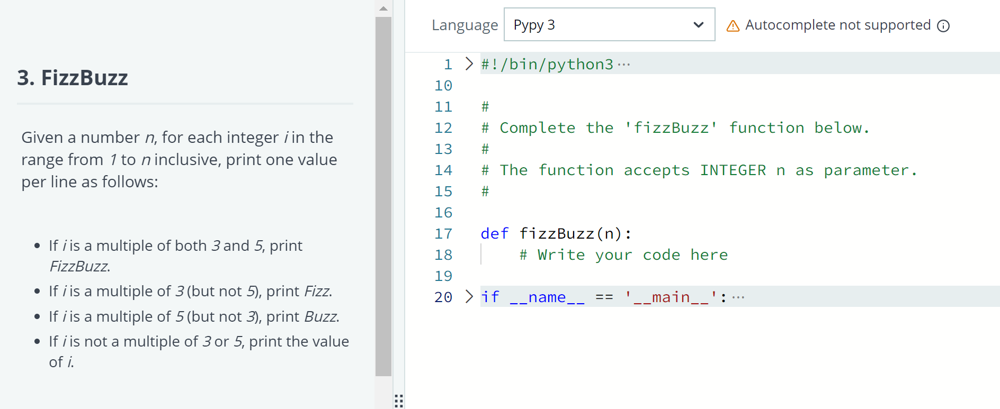 3. FizzBuzz
Given a number n, for each integer i in the
range from 1 to n inclusive, print one value
per line as follows:
• If i is a multiple of both 3 and 5, print
FizzBuzz.
• If i is a multiple of 3 (but not 5), print Fizz.
• If i is a multiple of 5 (but not 3), print Buzz.
• If i is not a multiple of 3 or 5, print the value
of i.
Language Pypy 3 Autocomplete not supported
1 #!/bin/python3 ...
10
11 #
12 # Complete the 'fizzBuzz' function below.
13 #
14 # The function accepts INTEGER n as parameter.
15 #
16
17 def fizzBuzz(n):
18     # Write your code here
19
20 if __name__ == '__main__': ...